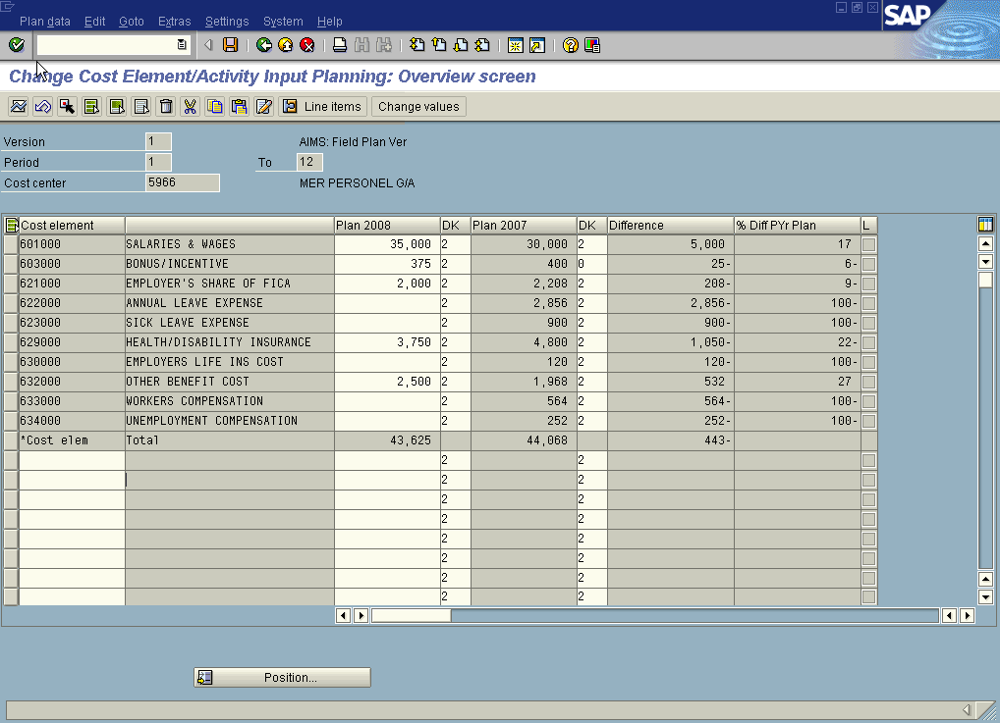 Plan data Edit Goto Extras Settings System Help
SAP
Change Cost Element/Activity Input Planning: Overview screen
Line items Change values
Version 1 AIMS: Field Plan Ver
Period 1 To 12
Cost center 5966 MER PERSONEL G/A
Cost element Plan 2008 DK Plan 2007 DK Difference % Diff PYr Plan L
601000 SALARIES & WAGES 35,000 2 30,000 2 5,000 17
603000 BONUS/INCENTIVE 375 2 400 0 25- 6-
621000 EMPLOYER'S SHARE OF FICA 2,000 2 2,208 2 208- 9-
622000 ANNUAL LEAVE EXPENSE 2 2,856 2 2,856- 100-
623000 SICK LEAVE EXPENSE 2 900 2 900- 100-
629000 HEALTH/DISABILITY INSURANCE 3,750 2 4,800 2 1,050- 22-
630000 EMPLOYERS LIFE INS COST 2 120 2 120- 100-
632000 OTHER BENEFIT COST 2,500 2 1,968 2 532 27
633000 WORKERS COMPENSATION 2 564 2 564- 100-
634000 UNEMPLOYMENT COMPENSATION 2 252 2 252- 100-
*Cost elem Total 43,625 44,068 443-
2 2
2 2
2 2
2 2
2 2
2 2
2 2
2 2
Position...